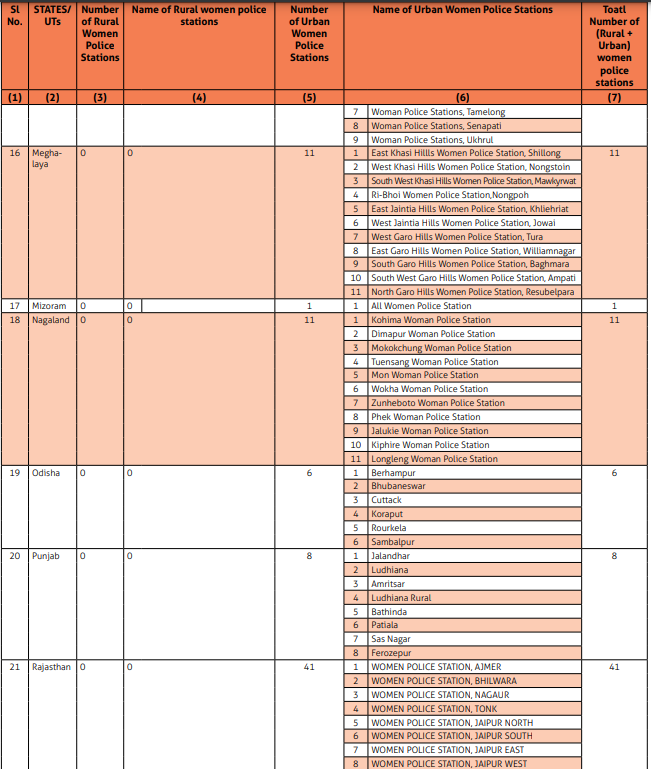 Sl No. STATES/ UTs Number of Rural Women Police Stations Name of Rural women police stations Number of Urban Women Police Stations Name of Urban Women Police Stations Toatl Number of (Rural + Urban) women police stations
(1) (2) (3) (4) (5) (6) (7)
7 Woman Police Stations, Tamelong
8 Woman Police Stations, Senapati
9 Woman Police Stations, Ukhrul
16 Megha-laya 0 0 11 1 East Khasi Hillls Women Police Station, Shillong 11
2 West Khasi Hills Women Police Station, Nongstoin
3 South West Khasi Hills Women Police Station, Mawkyrwat
4 Ri-Bhoi Women Police Station,Nongpoh
5 East Jaintia Hills Women Police Station, Khliehriat
6 West Jaintia Hills Women Police Station, Jowai
7 West Garo Hills Women Police Station, Tura
8 East Garo Hills Women Police Station, Williamnagar
9 South Garo Hills Women Police Station, Baghmara
10 South West Garo Hills Women Police Station, Ampati
11 North Garo Hills Women Police Station, Resubelpara
17 Mizoram 0 0 1 1 All Women Police Station 1
18 Nagaland 0 0 11 1 Kohima Woman Police Station 11
2 Dimapur Woman Police Station
3 Mokokchung Woman Police Station
4 Tuensang Woman Police Station
5 Mon Woman Police Station
6 Wokha Woman Police Station
7 Zunheboto Woman Police Station
8 Phek Woman Police Station
9 Jalukie Woman Police Station
10 Kiphire Woman Police Station
11 Longleng Woman Police Station
19 Odisha 0 0 6 1 Berhampur 6
2 Bhubaneswar
3 Cuttack
4 Koraput
5 Rourkela
6 Sambalpur
20 Punjab 0 0 8 1 Jalandhar 8
2 Ludhiana
3 Amritsar
4 Ludhiana Rural
5 Bathinda
6 Patiala
7 Sas Nagar
8 Ferozepur
21 Rajasthan 0 0 41 1 WOMEN POLICE STATION, AJMER 41
2 WOMEN POLICE STATION, BHILWARA
3 WOMEN POLICE STATION, NAGAUR
4 WOMEN POLICE STATION, TONK
5 WOMEN POLICE STATION, JAIPUR NORTH
6 WOMEN POLICE STATION, JAIPUR SOUTH
7 WOMEN POLICE STATION, JAIPUR EAST
8 WOMEN POLICE STATION, JAIPUR WEST